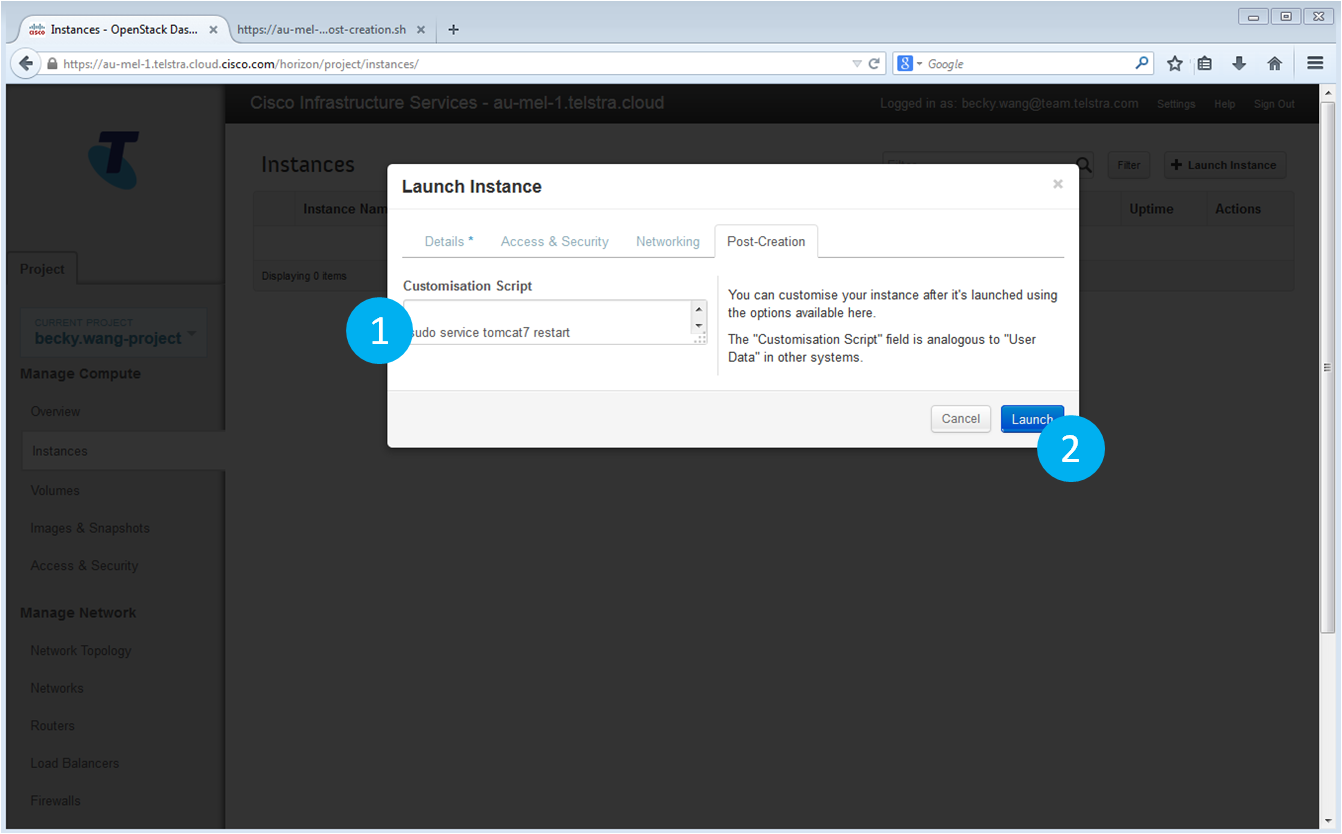 Instances - OpenStack Das...
https://au-mel-...ost-creation.sh
https://au-mel-1.telstra.cloud.cisco.com/horizon/project/instances/
Google
Cisco Infrastructure Services - au-mel-1.telstra.cloud
Logged in as: becky.wang@team.telstra.com Settings Help Sign Out
Instances
Filter
Filter
Launch Instance
Instance Nam
Uptime
Actions
Displaying 0 items
Project
CURRENT PROJECT
becky.wang-project
Manage Compute
Overview
Instances
Volumes
Images & Snapshots
Access & Security
Manage Network
Network Topology
Networks
Routers
Load Balancers
Firewalls
Launch Instance
Details * Access & Security Networking Post-Creation
Customisation Script
1
sudo service tomcat7 restart
You can customise your instance after it's launched using
the options available here.
The "Customisation Script" field is analogous to "User
Data" in other systems.
Cancel
Launch
2